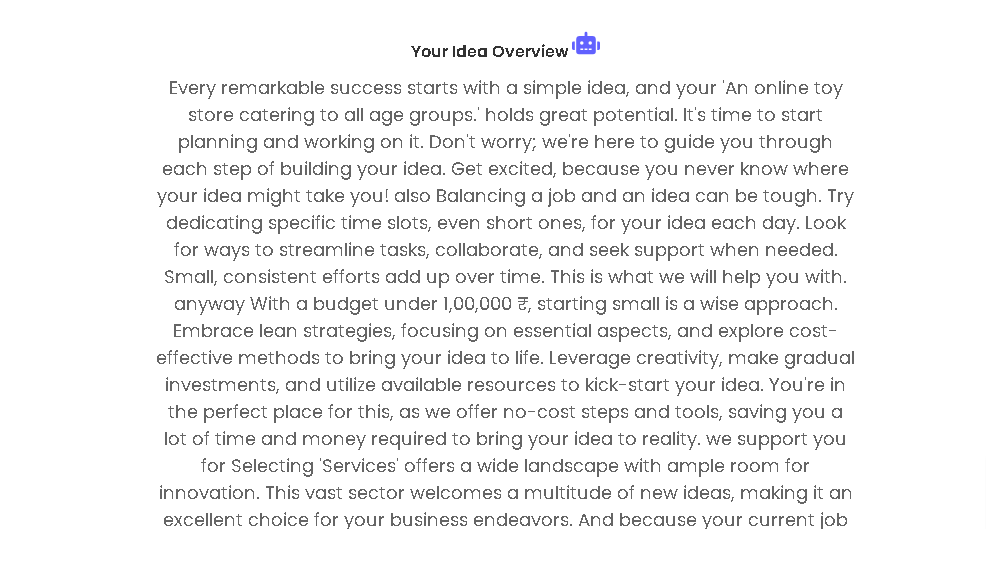 Your Idea Overview
Every remarkable success starts with a simple idea, and your 'An online toy
store catering to all age groups.' holds great potential. It's time to start
planning and working on it. Don't worry; we're here to guide you through
each step of building your idea. Get excited, because you never know where
your idea might take you! also Balancing a job and an idea can be tough. Try
dedicating specific time slots, even short ones, for your idea each day. Look
for ways to streamline tasks, collaborate, and seek support when needed.
Small, consistent efforts add up over time. This is what we will help you with.
anyway With a budget under 1,00,000 ₹, starting small is a wise approach.
Embrace lean strategies, focusing on essential aspects, and explore cost-
effective methods to bring your idea to life. Leverage creativity, make gradual
investments, and utilize available resources to kick-start your idea. You're in
the perfect place for this, as we offer no-cost steps and tools, saving you a
lot of time and money required to bring your idea to reality. we support you
for Selecting 'Services' offers a wide landscape with ample room for
innovation. This vast sector welcomes a multitude of new ideas, making it an
excellent choice for your business endeavors. And because your current job